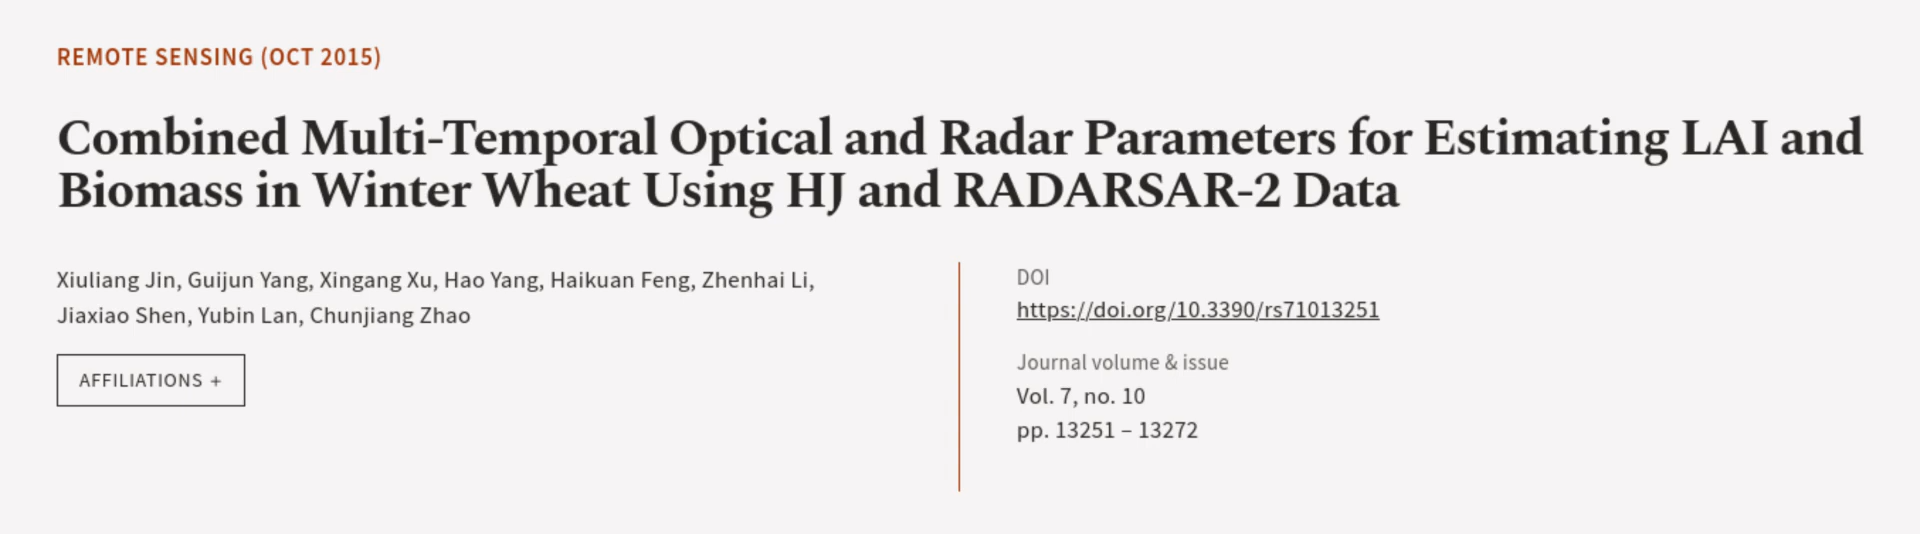 REMOTE SENSING (OCT 2015)
Combined Multi-Temporal Optical and Radar Parameters for Estimating LAI and
Biomass in Winter Wheat Using HJ and RADARSAR-2 Data
Xiuliang Jin, Guijun Yang, Xingang Xu, Hao Yang, Haikuan Feng, Zhenhai Li,
Jiaxiao Shen, Yubin Lan, Chunjiang Zhao
AFFILIATIONS +
DOI
https://doi.org/10.3390/rs71013251
Journal volume & issue
Vol. 7, no. 10
pp. 13251 – 13272